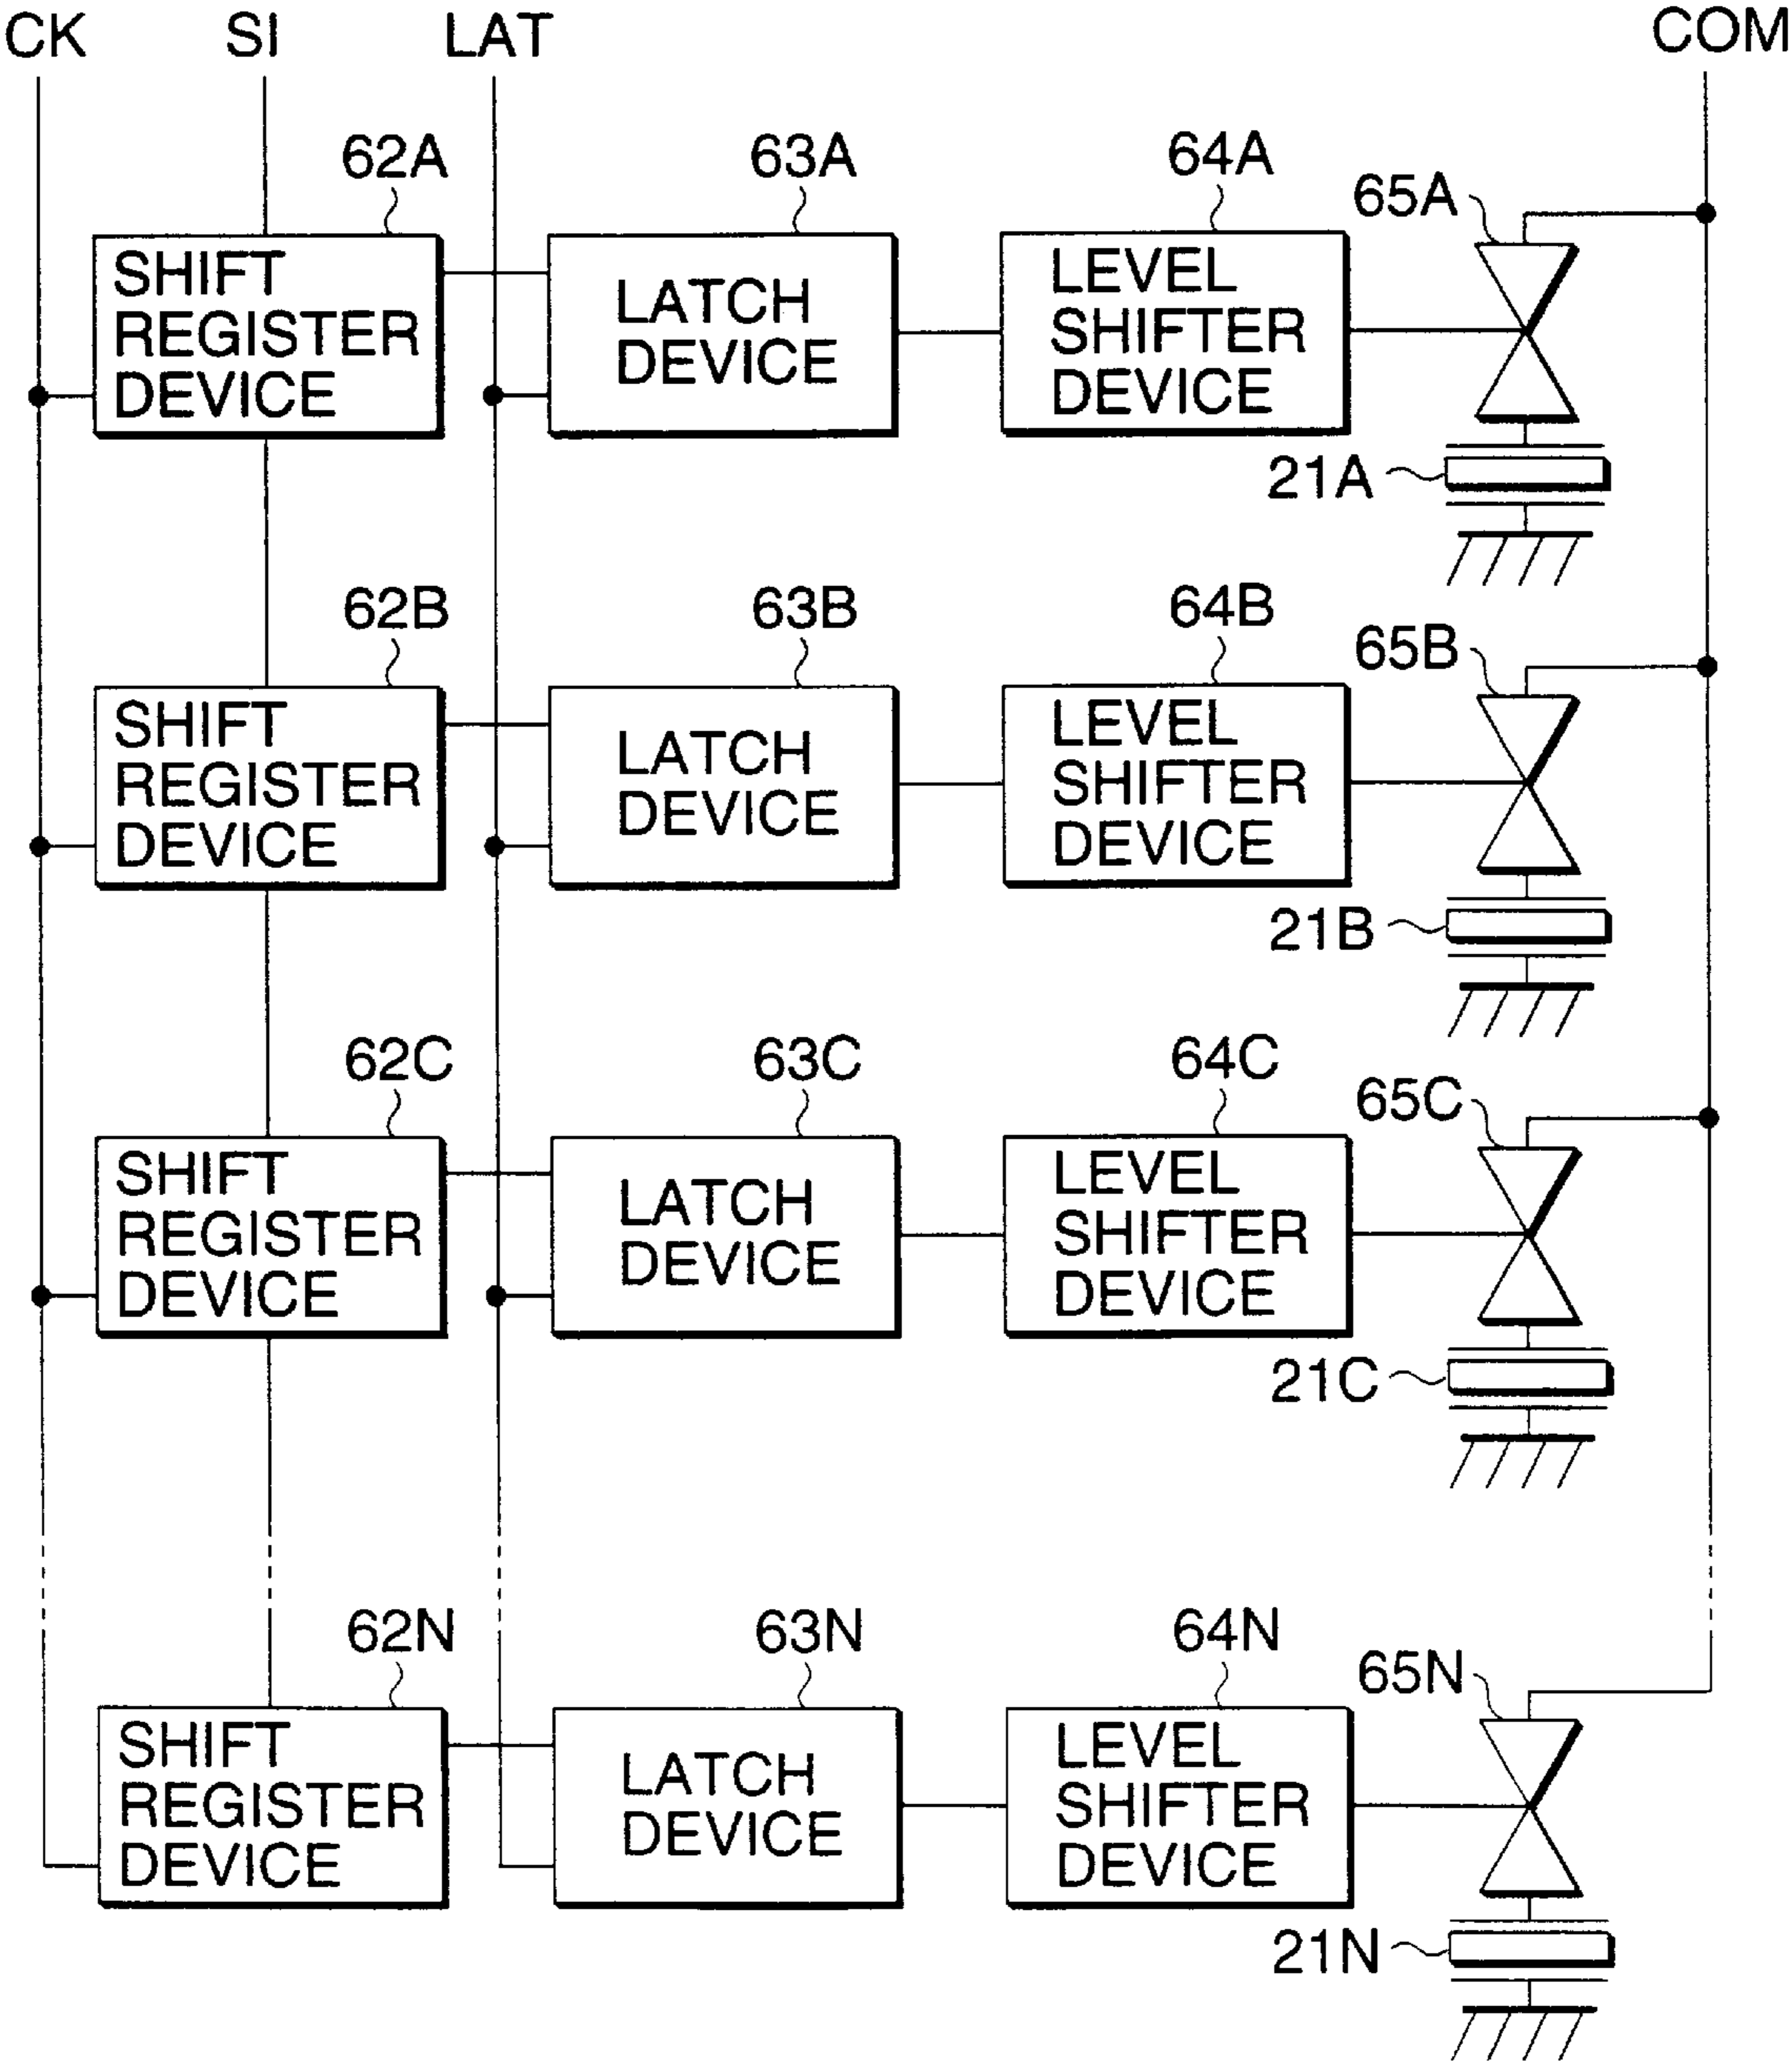 CK SI LAT COM
62A 63A 64A 65A
SHIFT
REGISTER
DEVICE
LATCH
DEVICE
LEVEL
SHIFTER
DEVICE
21A
62B 63B 64B 65B
SHIFT
REGISTER
DEVICE
LATCH
DEVICE
LEVEL
SHIFTER
DEVICE
21B
62C 63C 64C 65C
SHIFT
REGISTER
DEVICE
LATCH
DEVICE
LEVEL
SHIFTER
DEVICE
21C
62N 63N 64N 65N
SHIFT
REGISTER
DEVICE
LATCH
DEVICE
LEVEL
SHIFTER
DEVICE
21N